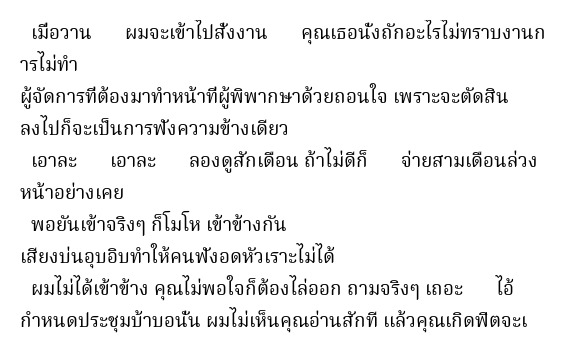 เมื่อวาน ผมจะเข้าไปสั่งงาน คุณเธอนั่งถักอะไรไม่ทราบงานก
ารไม่ทำ
ผู้จัดการที่ต้องมาทำหน้าที่ผู้พิพากษาด้วยถอนใจ เพราะจะตัดสิน
ลงไปก็จะเป็นการฟังความข้างเดียว
เอาละ เอาละ ลองดูสักเดือน ถ้าไม่ดีก็ จ่ายสามเดือนล่วง
หน้าอย่างเคย
พอยันเข้าจริงๆ ก็โมโห เข้าข้างกัน
เสียงบ่นอุบอิบทำให้คนฟังอดหัวเราะไม่ได้
ผมไม่ได้เข้าข้าง คุณไม่พอใจก็ต้องไล่ออก ถามจริงๆ เถอะ ไอ้
กำหนดประชุมบ้าบอนั่น ผมไม่เห็นคุณอ่านสักที แล้วคุณเกิดฟิตจะเ